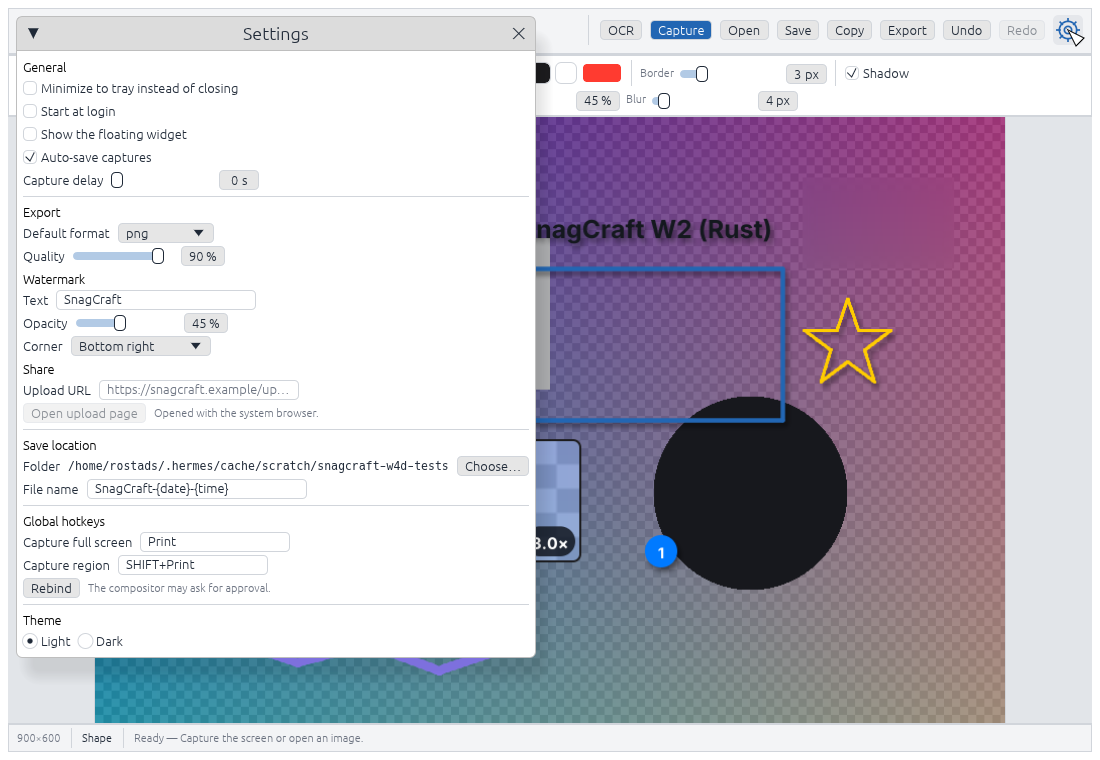 Settings
OCR Capture Open Save Copy Export Undo Redo
General
Minimize to tray instead of closing
Start at login
Show the floating widget
Auto-save captures
Capture delay 0 s
Border 3 px Shadow
45 % Blur 4 px
Export
Default format png
Quality 90 %
Watermark
Text SnagCraft
Opacity 45 %
Corner Bottom right
Share
Upload URL https://snagcraft.example/up...
Open upload page Opened with the system browser.
Save location
Folder /home/rostads/.hermes/cache/scratch/snagcraft-w4d-tests Choose...
File name SnagCraft-{date}-{time}
Global hotkeys
Capture full screen Print
Capture region SHIFT+Print
Rebind The compositor may ask for approval.
Theme
Light Dark
nagCraft W2 (Rust)
.0×
1
900×600 Shape Ready — Capture the screen or open an image.